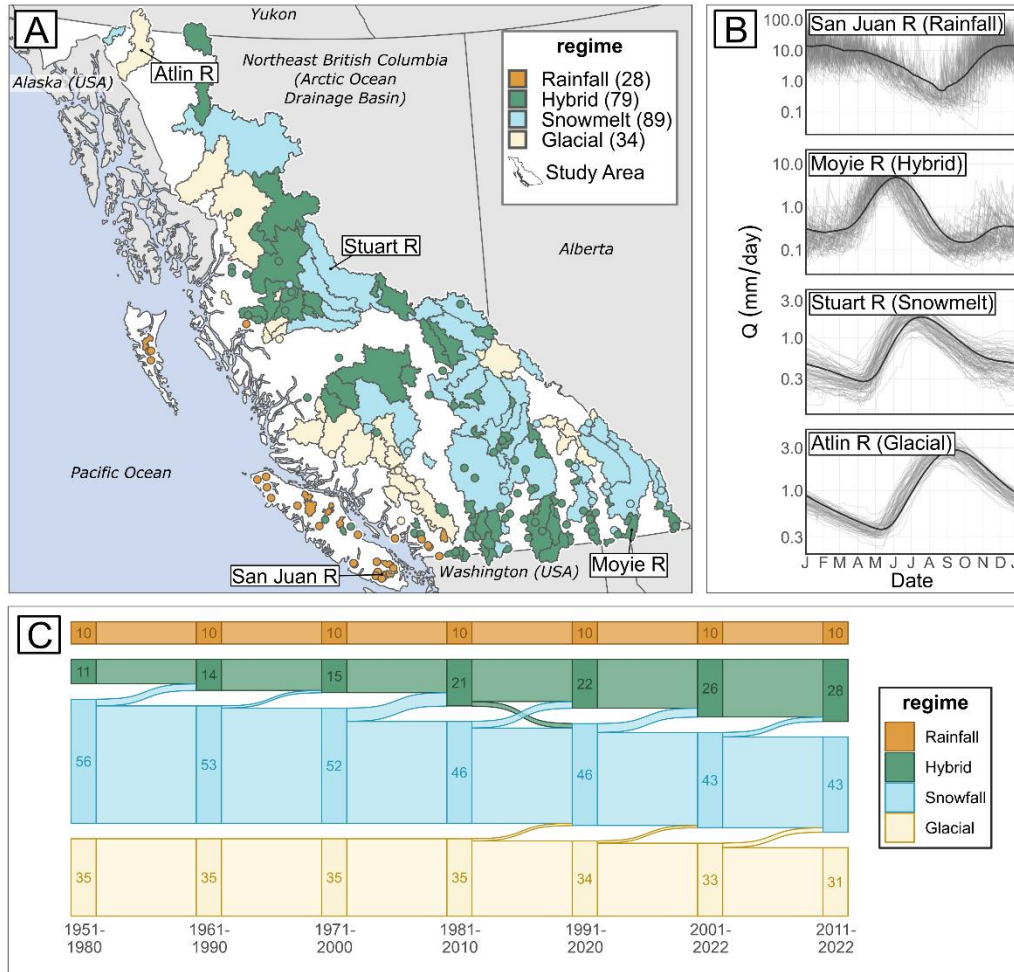 A
Yukon
Alaska (USA)
Atlin R
Northeast British Columbia
(Arctic Ocean
Drainage Basin)
regime
Rainfall (28)
Hybrid (79)
Snowmelt (89)
Glacial (34)
Study Area
Stuart R
Alberta
Pacific Ocean
San Juan R
Washington (USA)
Moyie R
B
San Juan R (Rainfall)
100.0
10.0
1.0
0.1
Moyie R (Hybrid)
10.0
1.0
0.1
Q (mm/day)
Stuart R (Snowmelt)
3.0
1.0
0.3
Atlin R (Glacial)
3.0
1.0
0.3
J F M A M J J A S O N D J
Date
C
10 10 10 10 10 10 10
11 14 15 21 22 26 28
56 53 52 46 46 43 43
35 35 35 35 34 33 31
1951-1980 1961-1990 1971-2000 1981-2010 1991-2020 2001-2022 2011-2022
regime
Rainfall
Hybrid
Snowfall
Glacial